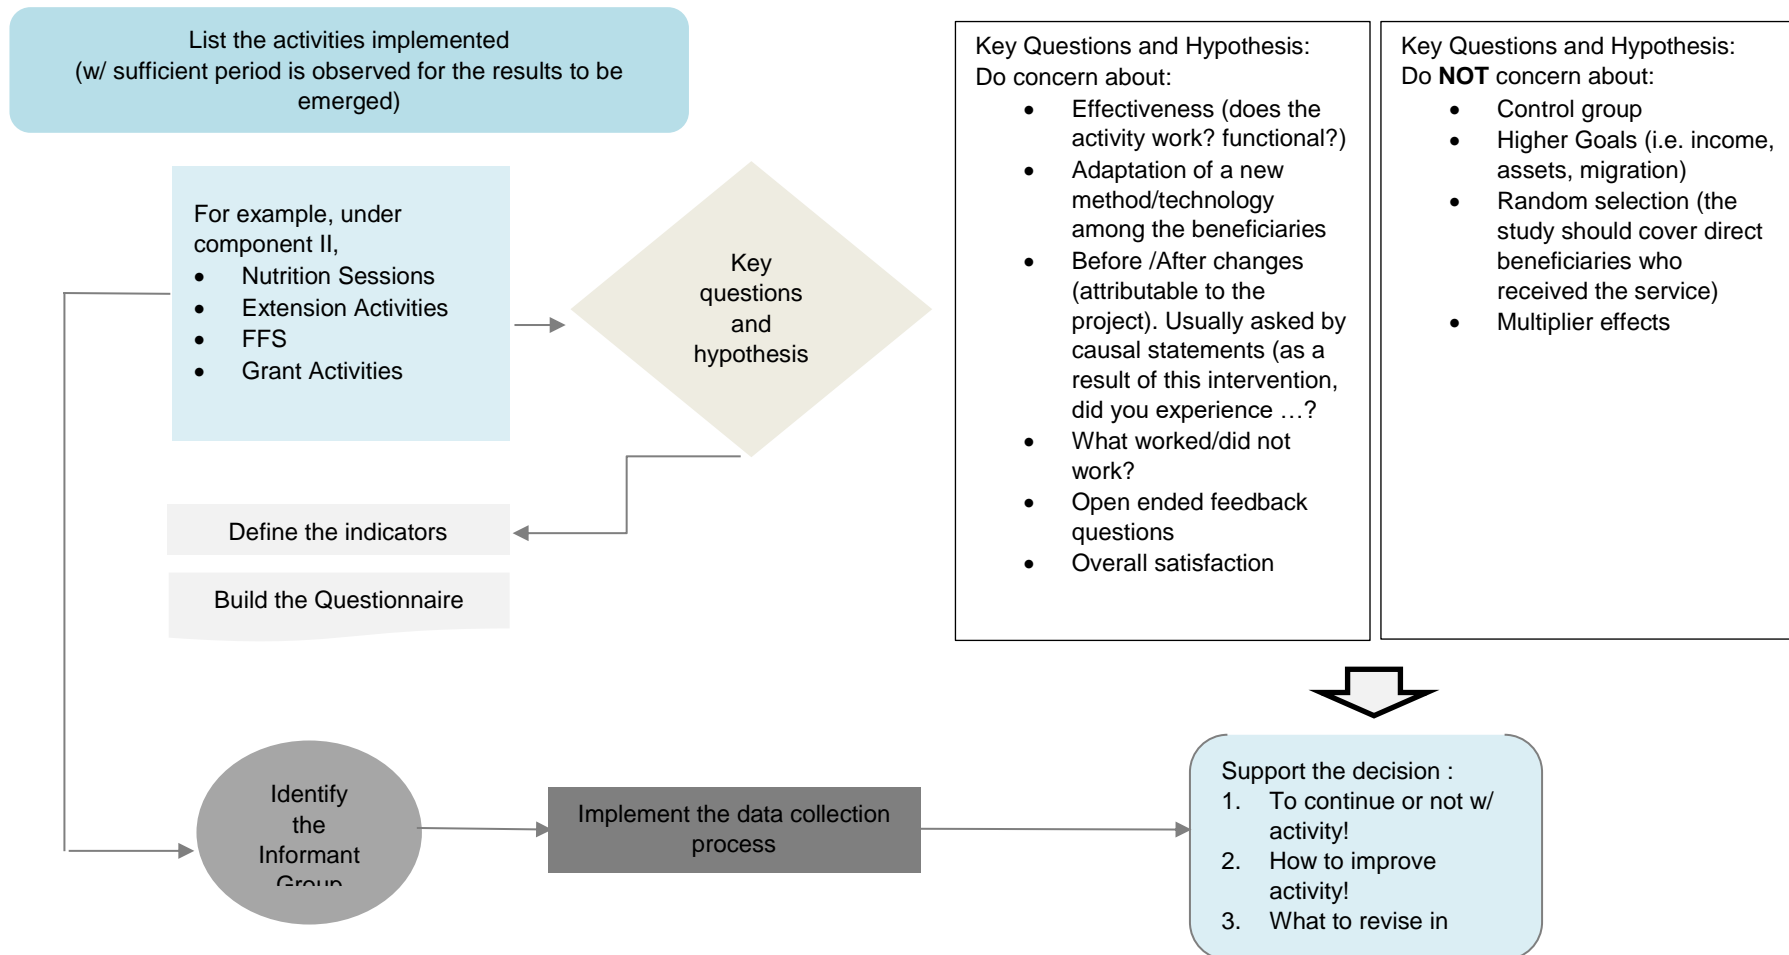 List the activities implemented
(w/ sufficient period is observed for the results to be
emerged)
For example, under
component II,
• Nutrition Sessions
• Extension Activities
• FFS
• Grant Activities
Key
questions
and
hypothesis
Define the indicators
Build the Questionnaire
Key Questions and Hypothesis:
Do concern about:
• Effectiveness (does the
activity work? functional?)
• Adaptation of a new
method/technology
among the beneficiaries
• Before /After changes
(attributable to the
project). Usually asked by
causal statements (as a
result of this intervention,
did you experience …?
• What worked/did not
work?
• Open ended feedback
questions
• Overall satisfaction
Key Questions and Hypothesis:
Do NOT concern about:
• Control group
• Higher Goals (i.e. income,
assets, migration)
• Random selection (the
study should cover direct
beneficiaries who
received the service)
• Multiplier effects
Identify
the
Informant
Group
Implement the data collection
process
Support the decision :
1. To continue or not w/
activity!
2. How to improve
activity!
3. What to revise in